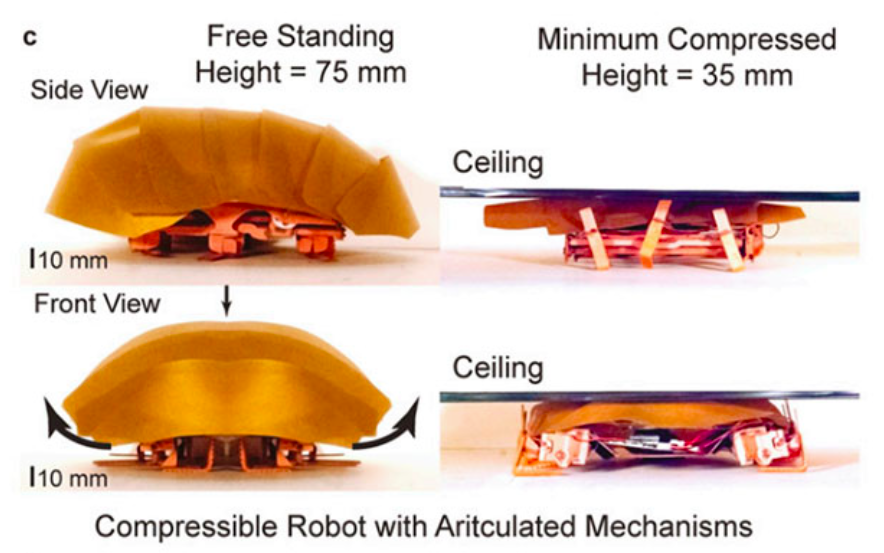 c
Free Standing
Height = 75 mm
Minimum Compressed
Height = 35 mm
Side View
Ceiling
10 mm
Front View
Ceiling
10 mm
Compressible Robot with Aritculated Mechanisms